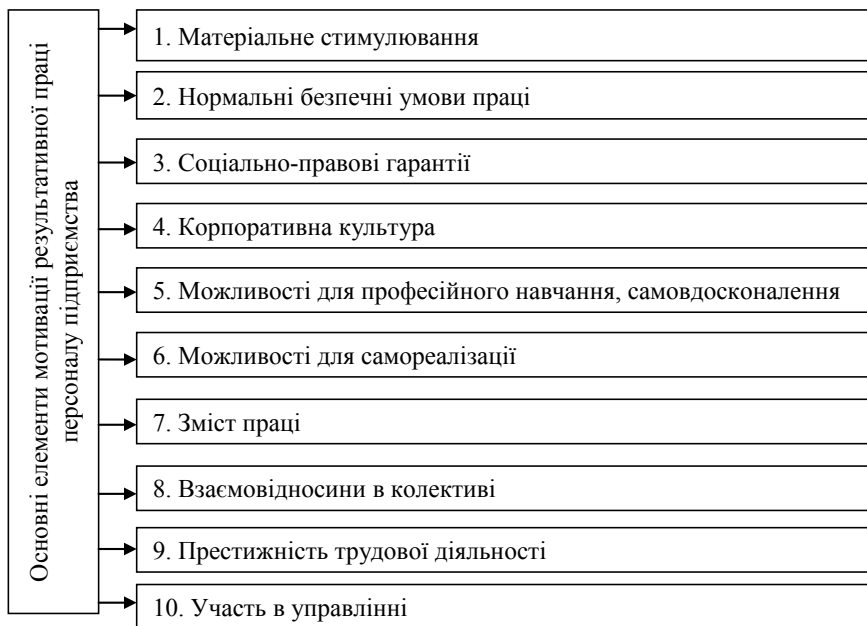 Основні елементи мотивації результативної праці
персоналу підприємства
1. Матеріальне стимулювання
2. Нормальні безпечні умови праці
3. Соціально-правові гарантії
4. Корпоративна культура
5. Можливості для професійного навчання, самовдосконалення
6. Можливості для самореалізації
7. Зміст праці
8. Взаємовідносини в колективі
9. Престижність трудової діяльності
10. Участь в управлінні